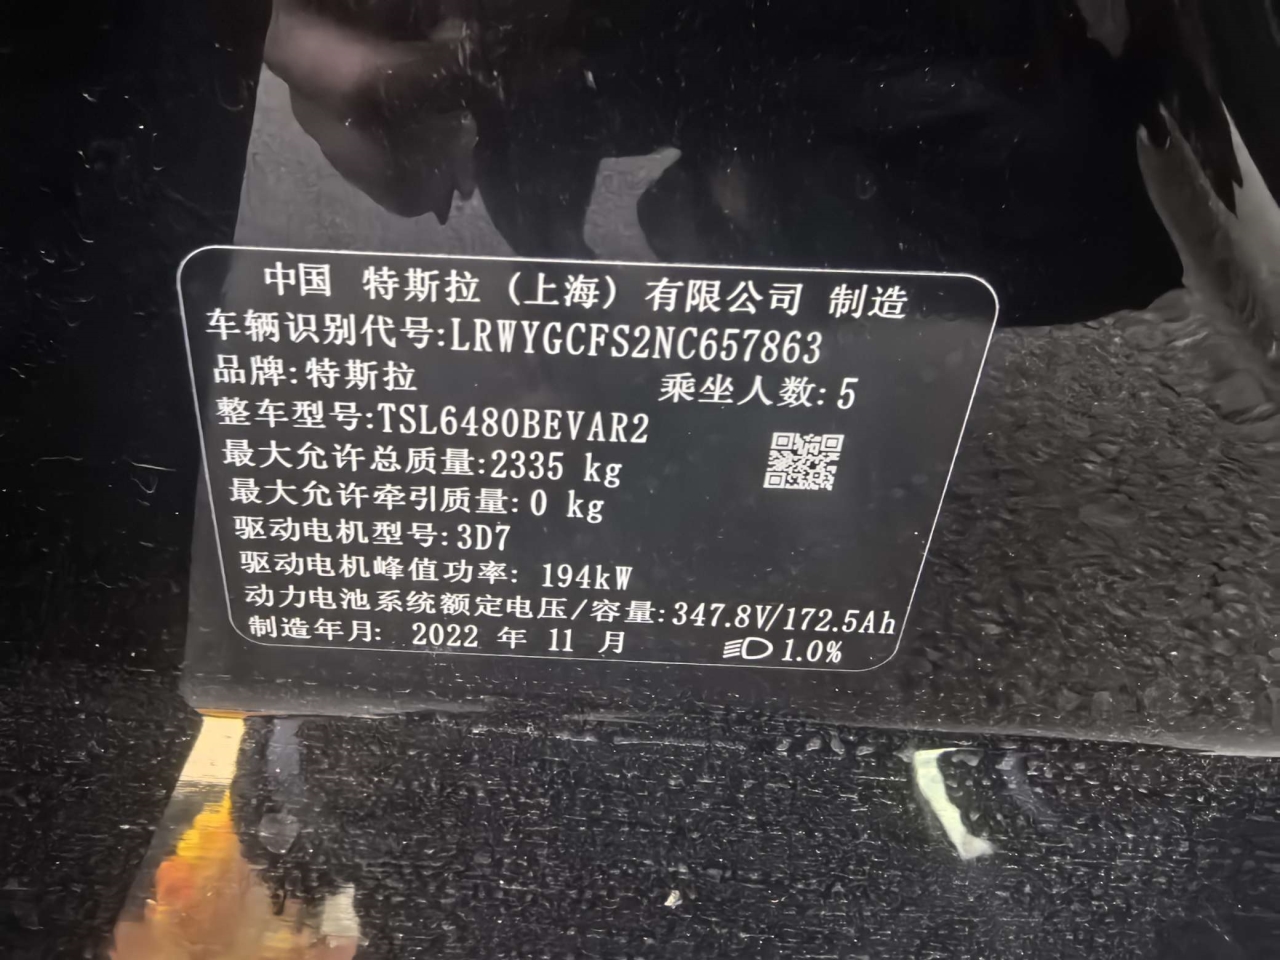 中国 特斯拉（上海）有限公司 制造
车辆识别代号:LRWYGCFS2NC657863
品牌:特斯拉 乘坐人数:5
整车型号:TSL6480BEVAR2
最大允许总质量:2335 kg
最大允许牵引质量:0 kg
驱动电机型号:3D7
驱动电机峰值功率: 194kW
动力电池系统额定电压/容量:347.8V/172.5Ah
制造年月: 2022 年 11 月 1.0%